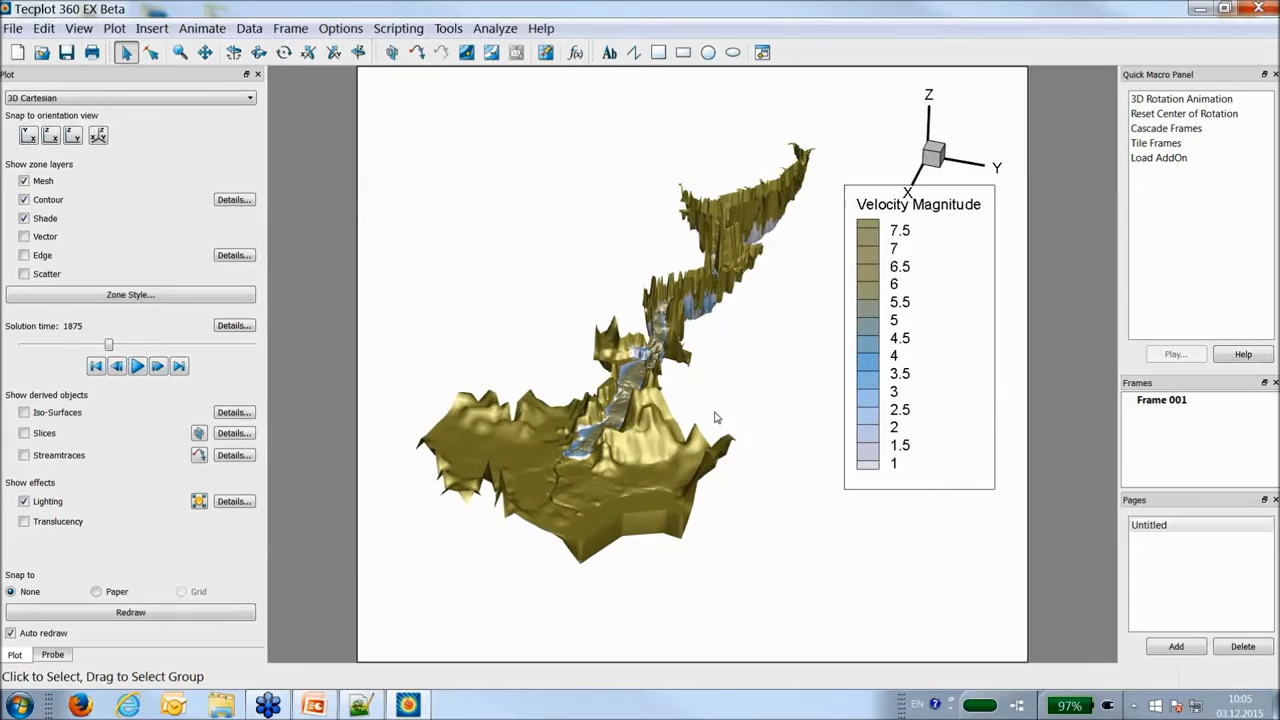 Tecplot 360 EX Beta
File Edit View Plot Insert Animate Data Frame Options Scripting Tools Analyze Help
Plot
3D Cartesian
Snap to orientation view
Show zone layers
Mesh
Contour Details...
Shade
Vector
Edge Details...
Scatter
Zone Style...
Solution time: 1875 Details...
Show derived objects
Iso-Surfaces Details...
Slices Details...
Streamtraces Details...
Show effects
Lighting Details...
Translucency
Snap to
None Paper Grid
Redraw
Auto redraw
Plot Probe
Click to Select, Drag to Select Group
Z
Y
X
Velocity Magnitude
7.5
7
6.5
6
5.5
5
4.5
4
3.5
3
2.5
2
1.5
1
Quick Macro Panel
3D Rotation Animation
Reset Center of Rotation
Cascade Frames
Tile Frames
Load AddOn
Play... Help
Frames
Frame 001
Pages
Untitled
Add Delete
EN 97% 10:05
03.12.2015